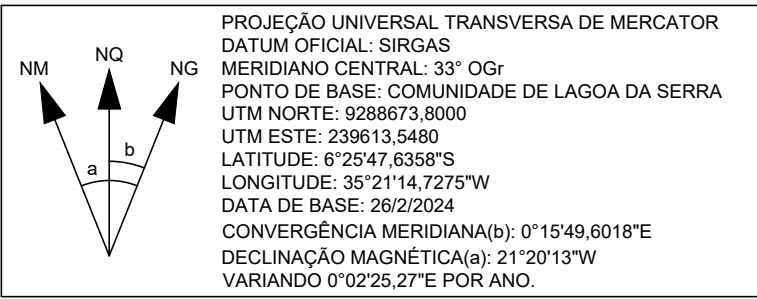 NM
NQ
NG
b
a
PROJEÇÃO UNIVERSAL TRANSVERSA DE MERCATOR
DATUM OFICIAL: SIRGAS
MERIDIANO CENTRAL: 33° OGr
PONTO DE BASE: COMUNIDADE DE LAGOA DA SERRA
UTM NORTE: 9288673,8000
UTM ESTE: 239613,5480
LATITUDE: 6°25'47,6358"S
LONGITUDE: 35°21'14,7275"W
DATA DE BASE: 26/2/2024
CONVERGÊNCIA MERIDIANA(b): 0°15'49,6018"E
DECLINAÇÃO MAGNÉTICA(a): 21°20'13"W
VARIANDO 0°02'25,27"E POR ANO.